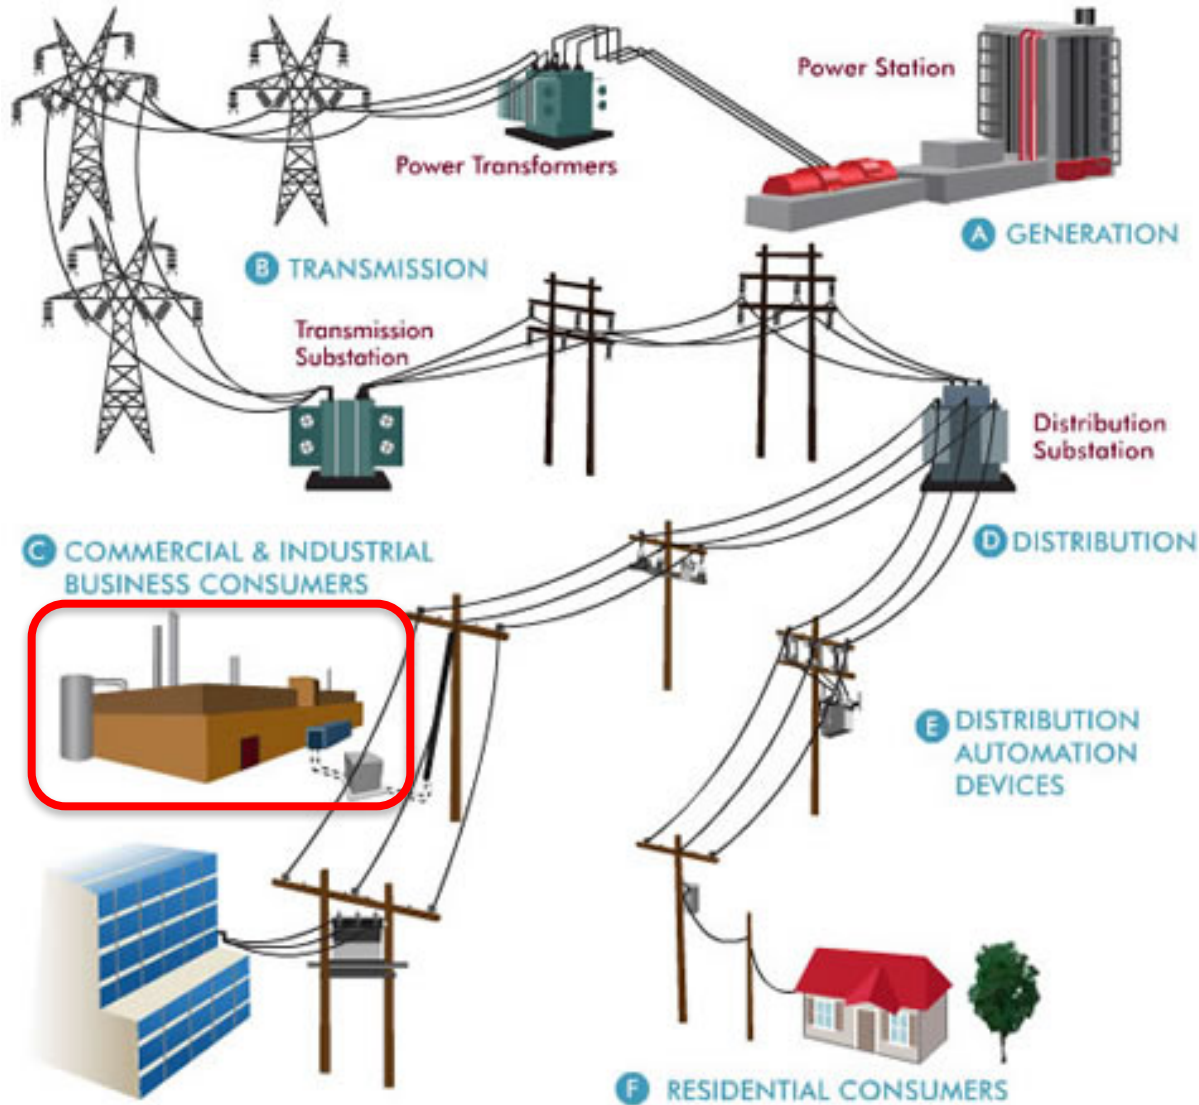 Power Station
Power Transformers
A GENERATION
B TRANSMISSION
Transmission
Substation
Distribution
Substation
C COMMERCIAL & INDUSTRIAL
BUSINESS CONSUMERS
D DISTRIBUTION
E DISTRIBUTION
AUTOMATION
DEVICES
F RESIDENTIAL CONSUMERS